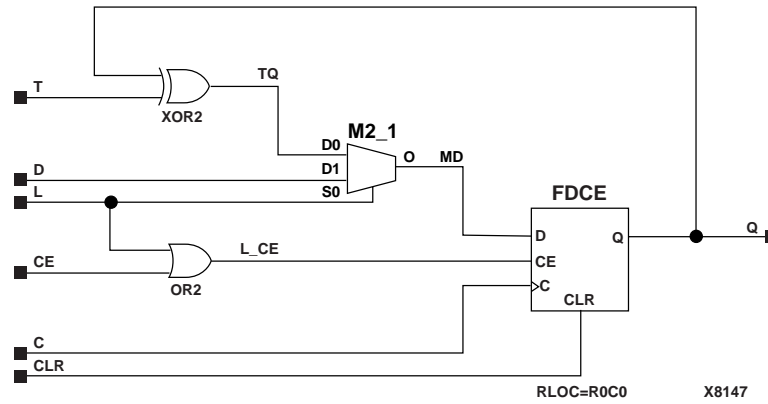 T
TQ
XOR2
M2_1
D0
D
D1
O
MD
L
S0
FDCE
D
Q
Q
CE
L_CE
CE
OR2
C
CLR
C
CLR
RLOC=R0C0
X8147